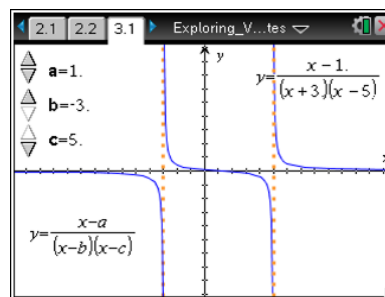 2.1 2.2 3.1 Exploring_V...tes
a=1.
b=-3.
c=5.
y
y=x-1./(x+3)(x-5)
x
y=x-a/(x-b)(x-c)